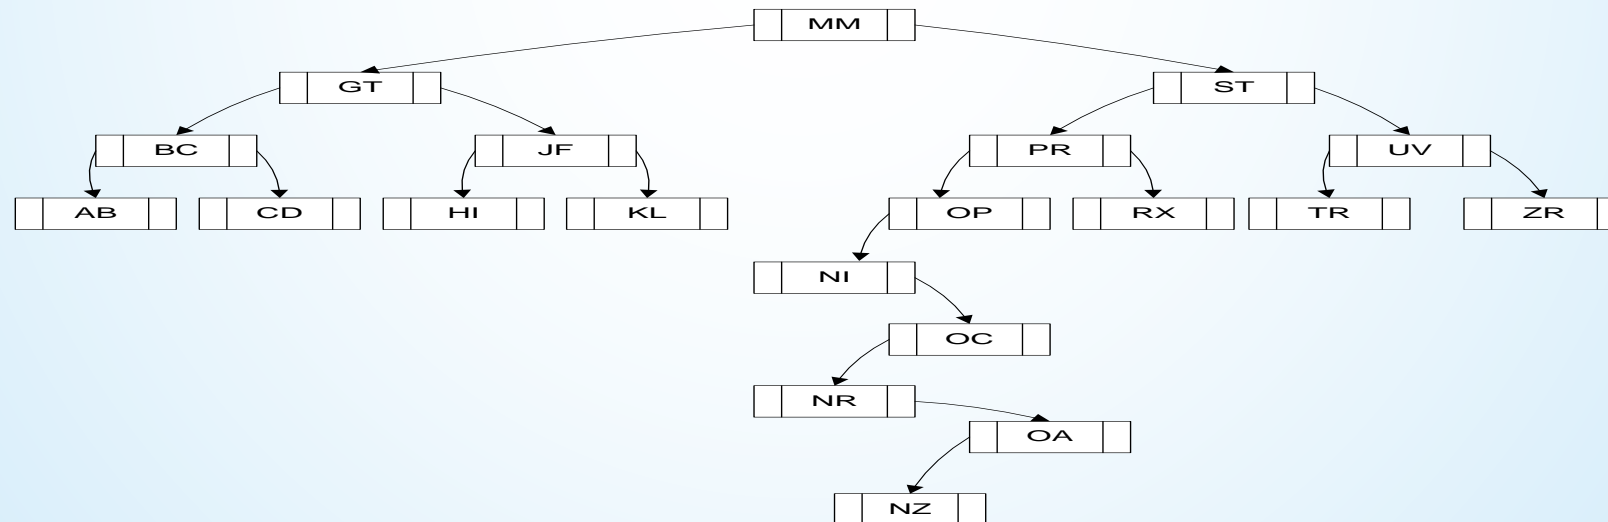 MM
GT ST
BC JF PR UV
AB CD HI KL OP RX TR ZR
NI
OC
NR
OA
NZ